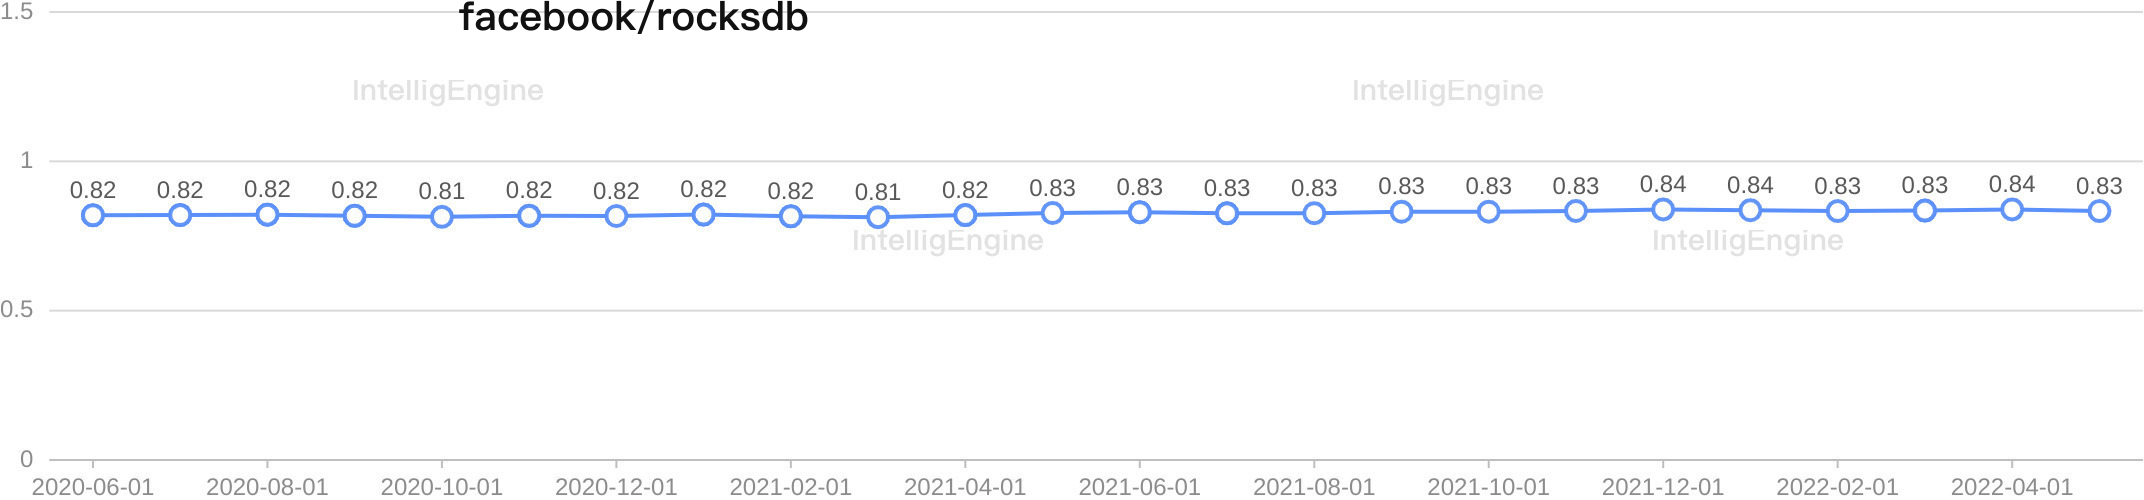 facebook/rocksdb
1.5
IntelligEngine IntelligEngine
1
0.82 0.82 0.82 0.82 0.81 0.82 0.82 0.82 0.82 0.81 0.82 0.83 0.83 0.83 0.83 0.83 0.83 0.83 0.84 0.84 0.83 0.83 0.84 0.83
IntelligEngine IntelligEngine
0.5
0
2020-06-01 2020-08-01 2020-10-01 2020-12-01 2021-02-01 2021-04-01 2021-06-01 2021-08-01 2021-10-01 2021-12-01 2022-02-01 2022-04-01